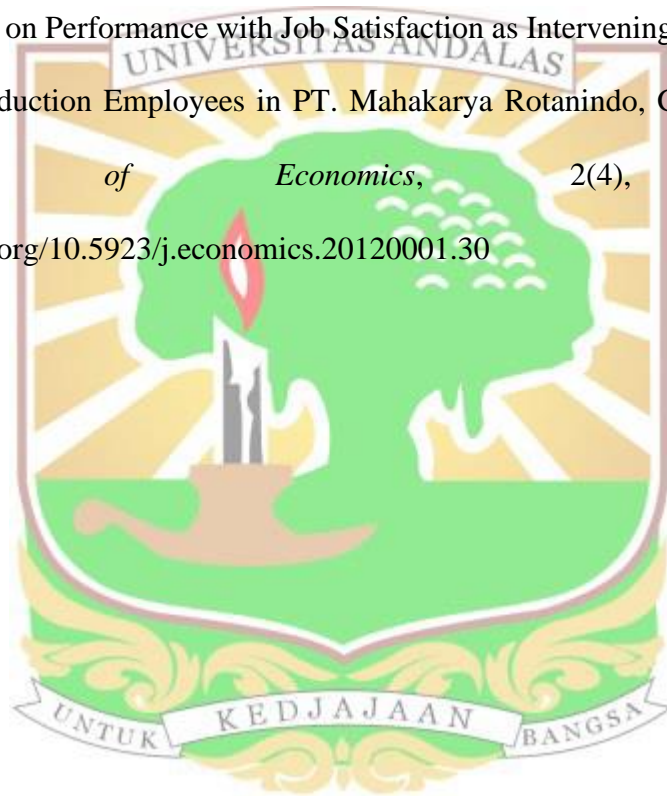 on Performance with Job Satisfaction as Intervening
UNIVERSITAS ANDALAS
duction Employees in PT. Mahakarya Rotanindo,
of Economics, 2(4),
org/10.5923/j.economics.20120001.30
UNTUK KEDJAJAAN BANGSA